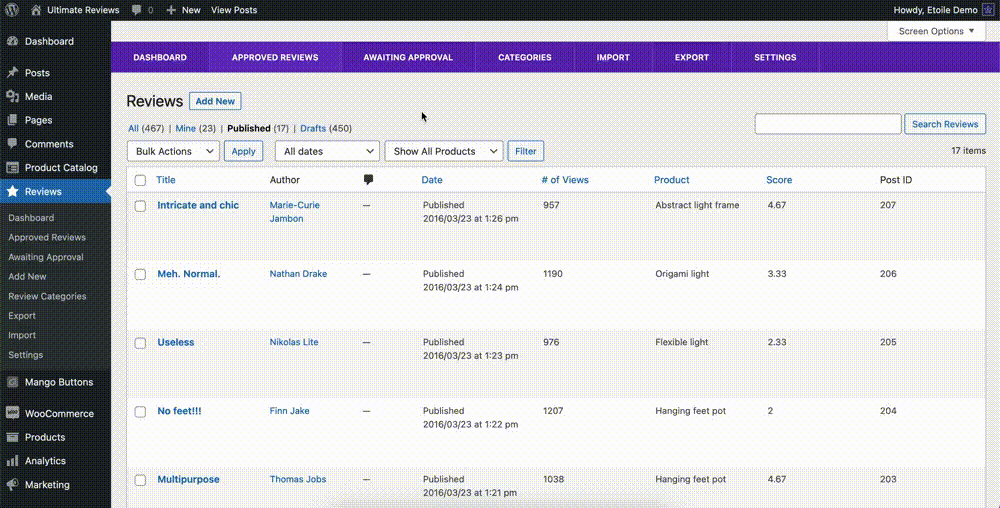 Ultimate Reviews 0 + New View Posts Howdy, Etoile Demo
Screen Options ▼
Dashboard
Posts
Media
Pages
Comments
Product Catalog
Reviews
Dashboard
Approved Reviews
Awaiting Approval
Add New
Review Categories
Export
Import
Settings
Mango Buttons
WooCommerce
Products
Analytics
Marketing
DASHBOARD APPROVED REVIEWS AWAITING APPROVAL CATEGORIES IMPORT EXPORT SETTINGS
Reviews Add New
All (467) | Mine (23) | Published (17) | Drafts (450)
Search Reviews
Bulk Actions Apply All dates Show All Products Filter 17 items
Title Author Date # of Views Product Score Post ID
Intricate and chic Marie-Curie — Published 957 Abstract light frame 4.67 207
Jambon 2016/03/23 at 1:26 pm
Meh. Normal. Nathan Drake — Published 1190 Origami light 3.33 206
2016/03/23 at 1:24 pm
Useless Nikolas Lite — Published 976 Flexible light 2.33 205
2016/03/23 at 1:23 pm
No feet!!! Finn Jake — Published 1207 Hanging feet pot 2 204
2016/03/23 at 1:22 pm
Multipurpose Thomas Jobs — Published 1038 Hanging feet pot 4.67 203
2016/03/23 at 1:21 pm